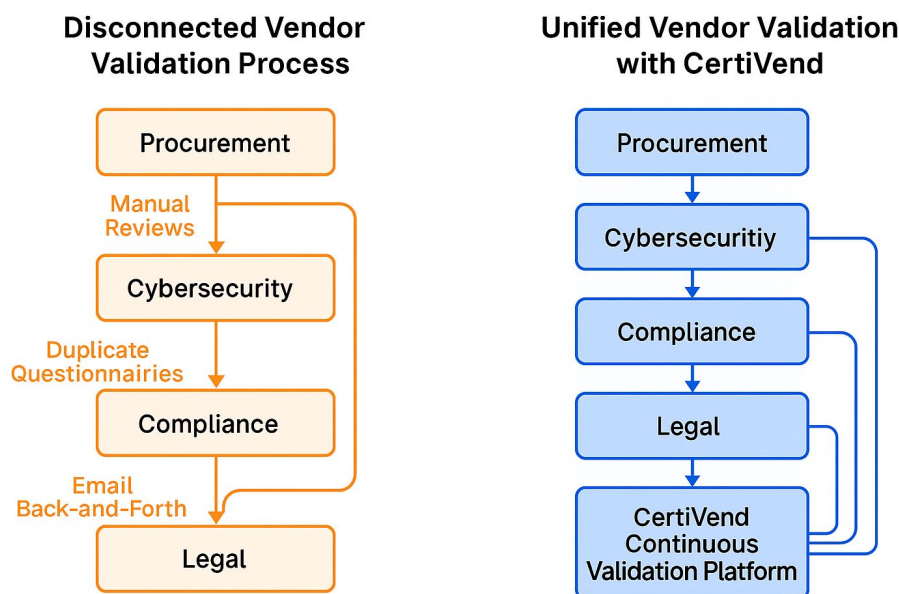 Disconnected Vendor
Validation Process
Procurement
Manual
Reviews
Cybersecurity
Duplicate
Questionnairies
Compliance
Email
Back-and-Forth
Legal
Unified Vendor Validation
with CertiVend
Procurement
Cybersecuritiy
Compliance
Legal
CertiVend
Continuous
Validation Platform